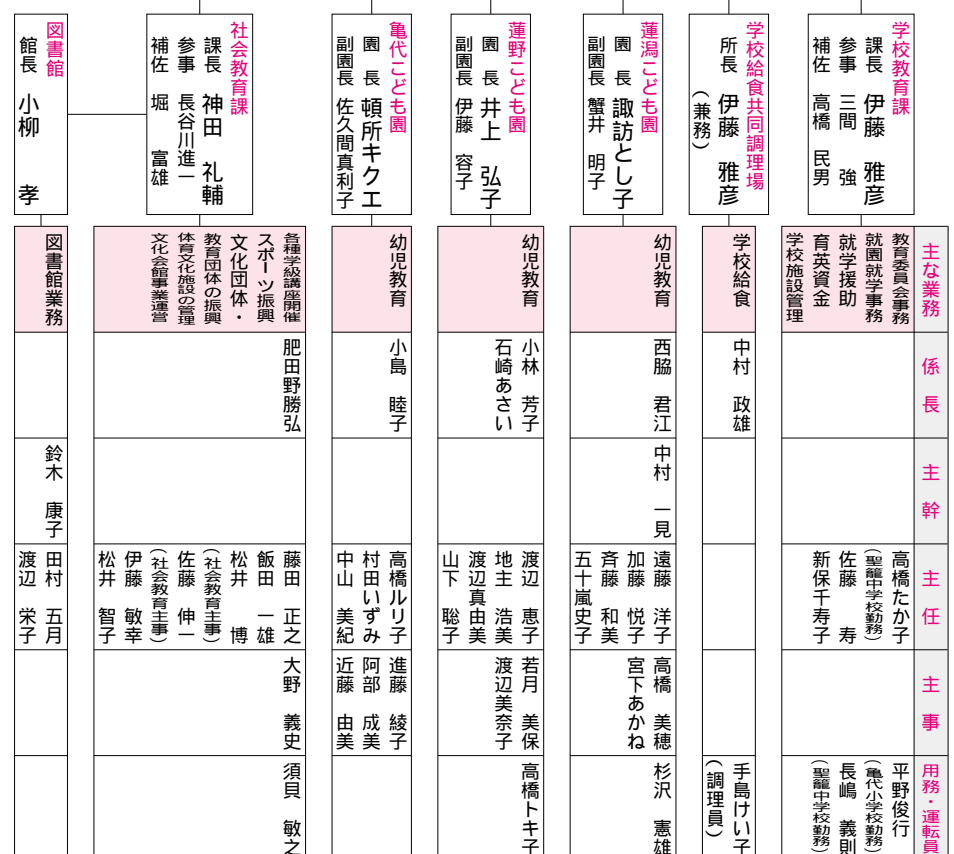 学校教育課
課長 伊藤 雅彦
参事 三間 強
補佐 高橋 民男
学校給食共同調理場
所長 伊藤 雅彦
(兼務)
蓮潟こども園
園長 諏訪とし子
副園長 蟹井 明子
蓮野こども園
園長 井上 弘子
副園長 伊藤 容子
亀代こども園
園長 頓所キクエ
副園長 佐久間真利子
社会教育課
課長 神田 礼輔
参事 長谷川進一
補佐 堀 富雄
図書館
館長 小柳 孝
主な業務
教育委員会事務
就園就学事務
就学援助
育英資金
学校施設管理
学校給食
幼児教育
幼児教育
幼児教育
各種学級講座開催
スポーツ振興
文化団体・
教育団体の振興
体育文化施設の管理
文化会館事業運営
図書館業務
係長
中村 政雄
西脇 君江
小林 芳子
石崎あさい
小島 睦子
肥田野勝弘
主幹
中村 一見
鈴木 康子
主任
高橋たか子
(聖籠中学校勤務)
佐藤 寿
新保千寿子
遠藤 洋子
加藤 悦子
斉藤 和美
五十嵐史子
渡辺 恵子
地主 浩美
渡辺真由美
山下 聡子
高橋ルリ子
村田いずみ
中山 美紀
藤田 正之
飯田 一雄
松井 博
(社会教育主事)
佐藤 伸一
(社会教育主事)
伊藤 敏幸
松井 智子
田村 五月
渡辺 栄子
主事
高橋 美穂
宮下あかね
若月 美保
渡辺美奈子
進藤 綾子
阿部 成美
近藤 由美
大野 義史
用務・運転員
平野俊行
(亀代小学校勤務)
長嶋 義則
(聖籠中学校勤務)
手島けい子
(調理員)
杉沢 憲雄
高橋トキ子
須貝 敏之